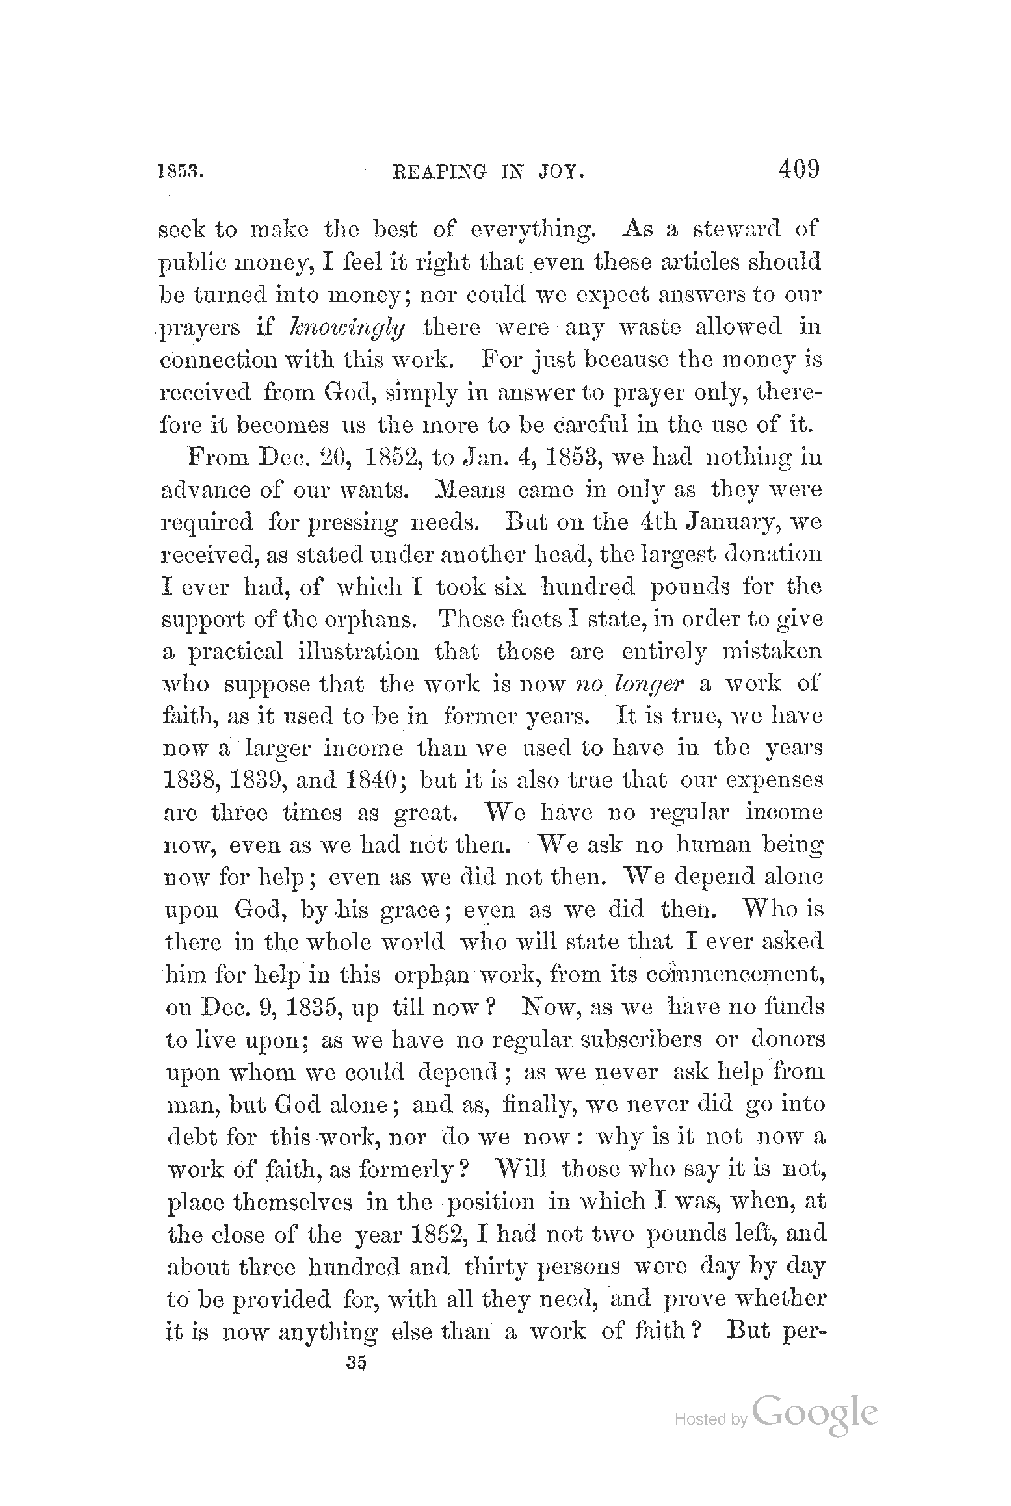 1853. REAPING IN JOY. 409
seek to make the best of everything. As a steward of
public money, I feel it right that even these articles should
be turned into money; nor could we expect answers to our
prayers if knowingly there were any waste allowed in
connection with this work. For just because the money is
received from God, simply in answer to prayer only, there-
fore it becomes us the more to be careful in the use of it.
From Dec. 20, 1852, to Jan. 4, 1853, we had nothing in
advance of our wants. Means came in only as they were
required for pressing needs. But on the 4th January, we
received, as stated under another head, the largest donation
I ever had, of which I took six hundred pounds for the
support of the orphans. These facts I state, in order to give
a practical illustration that those are entirely mistaken
who suppose that the work is now no longer a work of
faith, as it used to be in former years. It is true, we have
now a larger income than we used to have in the years
1838, 1839, and 1840; but it is also true that our expenses
are three times as great. We have no regular income
now, even as we had not then. We ask no human being
now for help; even as we did not then. We depend alone
upon God, by his grace; even as we did then. Who is
there in the whole world who will state that I ever asked
him for help in this orphan work, from its commencement,
on Dec. 9, 1835, up till now? Now, as we have no funds
to live upon; as we have no regular subscribers or donors
upon whom we could depend; as we never ask help from
man, but God alone; and as, finally, we never did go into
debt for this work, nor do we now: why is it not now a
work of faith, as formerly? Will those who say it is not,
place themselves in the position in which I was, when, at
the close of the year 1852, I had not two pounds left, and
about three hundred and thirty persons were day by day
to be provided for, with all they need, and prove whether
it is now anything else than a work of faith? But per-
35
Hosted by Google